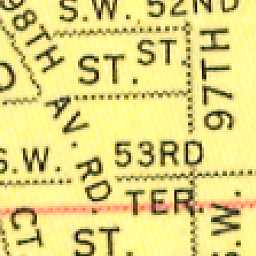 S.W. 52ND
ST.
ST.
98TH
AV. RD.
97TH
S.W. 53RD
TER.
CT.
ST.
S.W.